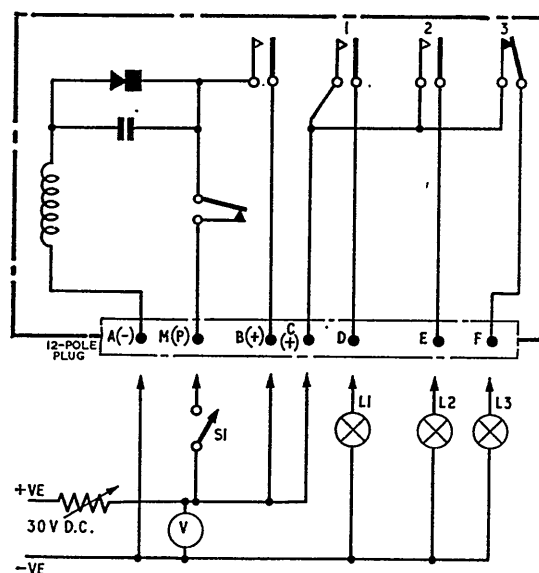 1 2 3
A(-) M(P) B(+) C(+) D E F
12-POLE PLUG
L1 L2 L3
S1
+VE
V
30V D.C.
-VE